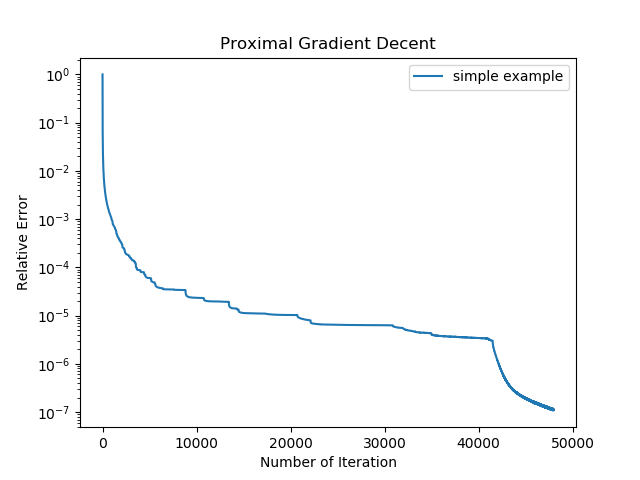 Proximal Gradient Decent
simple example
Relative Error
10⁰
10⁻¹
10⁻²
10⁻³
10⁻⁴
10⁻⁵
10⁻⁶
10⁻⁷
0 10000 20000 30000 40000 50000
Number of Iteration